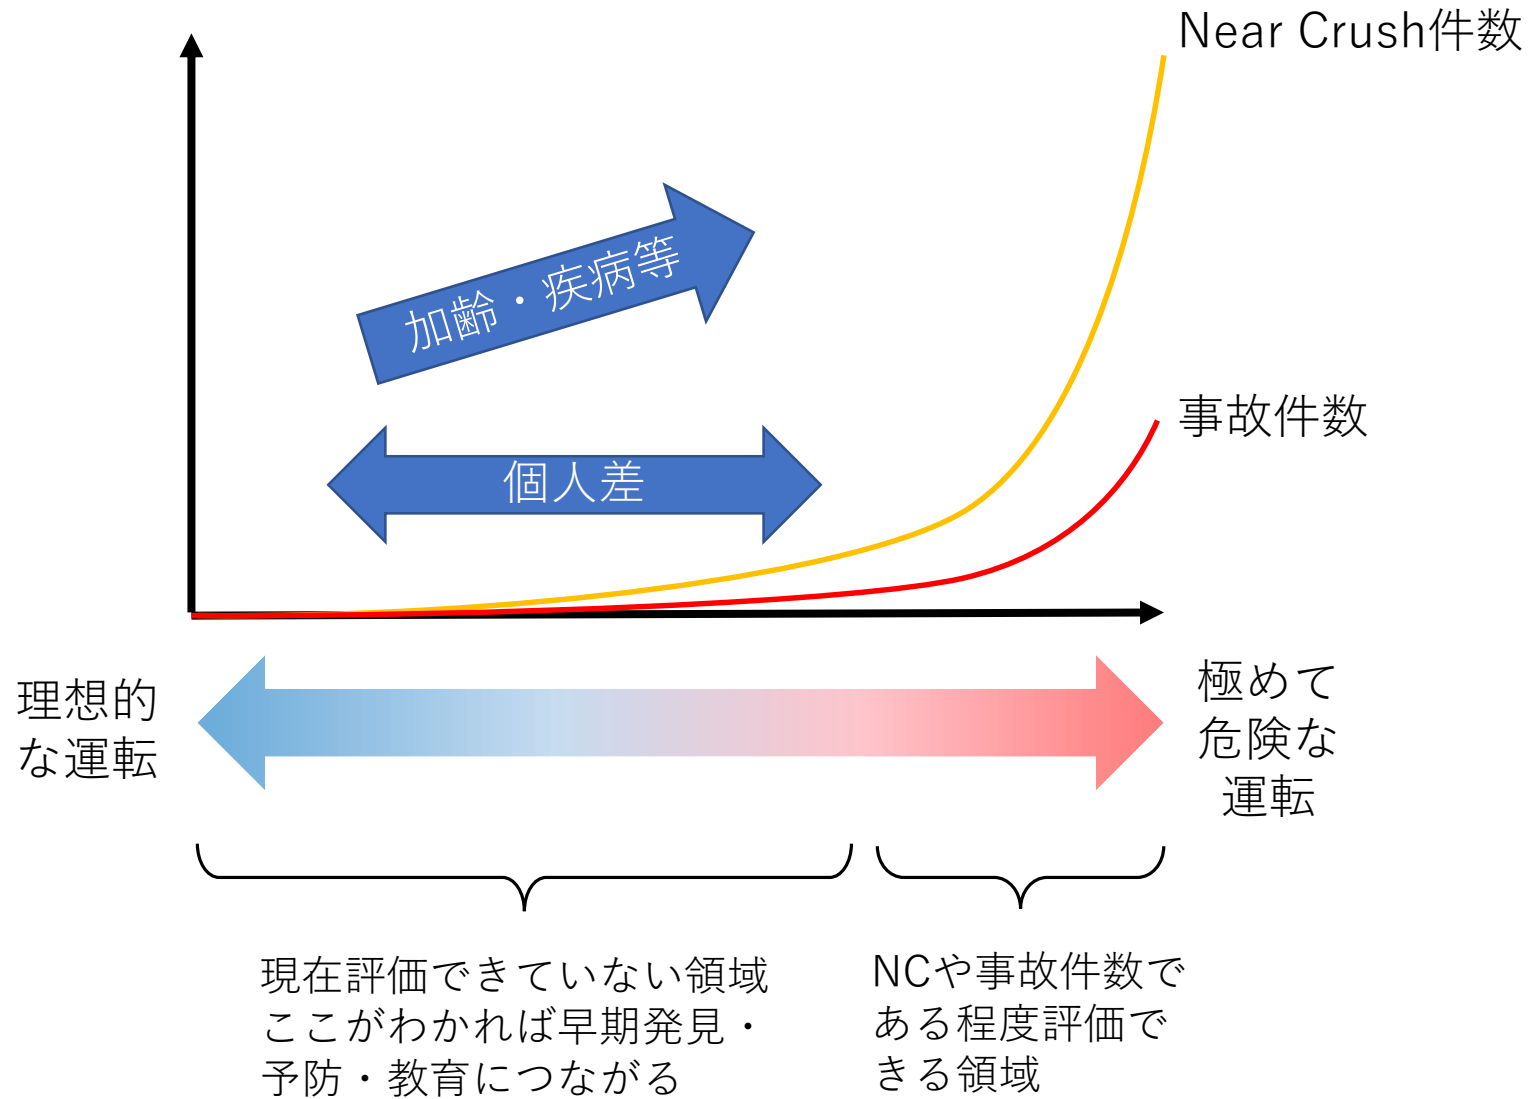 Near Crush件数
加齢・疾病等
事故件数
個人差
理想的
な運転
極めて
危険な
運転
現在評価できていない領域
ここがわかれば早期発見・
予防・教育につながる
NCや事故件数で
ある程度評価で
きる領域